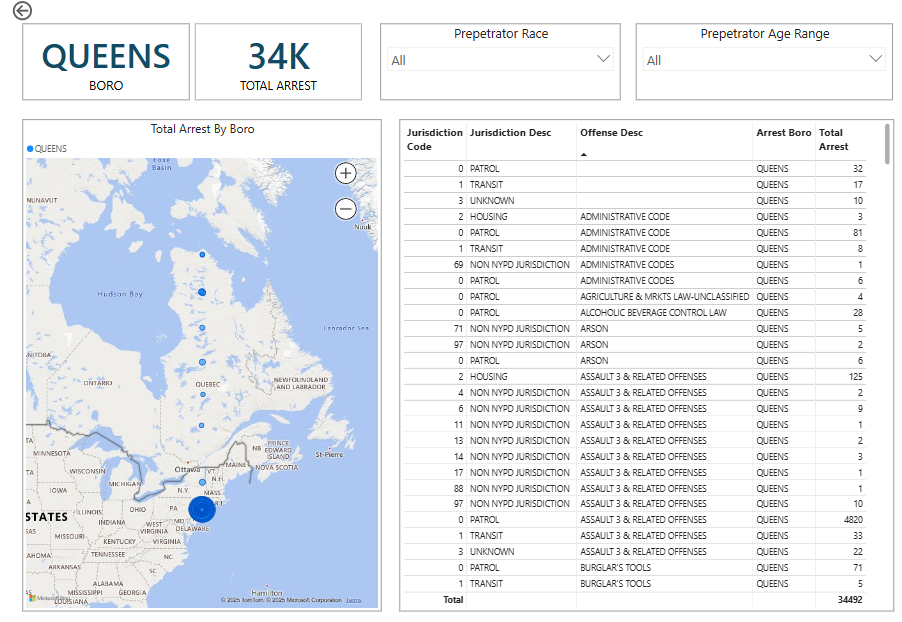 QUEENS
BORO
34K
TOTAL ARREST
Prepetrator Race
All
Prepetrator Age Range
All
Total Arrest By Boro
QUEENS
Foxe
Basin
NUNAVUT
Nuuk
Hudson Bay
Labrador Sea
ONTARIO
QUEBEC
NEWFOUNDLAND
AND LABRADOR
PRINCE
EDWARD
ISLAND
NB
St-Pierre
NOVA SCOTIA
MAINE
Ottawa
VT.
N.H.
MINNESOTA
WISCONSIN
MICHIGAN
N.Y.
MASS.
R.I.
IOWA
STATES
ILLINOIS
OHIO
INDIANA
MD.
DELAWARE
WEST
VIRGINIA
MISSOURI
KENTUCKY
VIRGINIA
TENNESSEE
NC
ARKANSAS
SC
ALABAMA
MISSISSIPPI
GEORGIA
LOUISIANA
Hamilton
© 2025 TomTom, © 2025 Microsoft Corporation Terms
Jurisdiction Code Jurisdiction Desc Offense Desc Arrest Boro Total Arrest
0 PATROL QUEENS 32
1 TRANSIT QUEENS 17
3 UNKNOWN QUEENS 10
2 HOUSING ADMINISTRATIVE CODE QUEENS 3
0 PATROL ADMINISTRATIVE CODE QUEENS 81
1 TRANSIT ADMINISTRATIVE CODE QUEENS 8
69 NON NYPD JURISDICTION ADMINISTRATIVE CODES QUEENS 1
0 PATROL ADMINISTRATIVE CODES QUEENS 6
0 PATROL AGRICULTURE & MRKTS LAW-UNCLASSIFIED QUEENS 4
0 PATROL ALCOHOLIC BEVERAGE CONTROL LAW QUEENS 28
71 NON NYPD JURISDICTION ARSON QUEENS 5
97 NON NYPD JURISDICTION ARSON QUEENS 2
0 PATROL ARSON QUEENS 6
2 HOUSING ASSAULT 3 & RELATED OFFENSES QUEENS 125
4 NON NYPD JURISDICTION ASSAULT 3 & RELATED OFFENSES QUEENS 2
6 NON NYPD JURISDICTION ASSAULT 3 & RELATED OFFENSES QUEENS 9
11 NON NYPD JURISDICTION ASSAULT 3 & RELATED OFFENSES QUEENS 1
13 NON NYPD JURISDICTION ASSAULT 3 & RELATED OFFENSES QUEENS 2
14 NON NYPD JURISDICTION ASSAULT 3 & RELATED OFFENSES QUEENS 3
17 NON NYPD JURISDICTION ASSAULT 3 & RELATED OFFENSES QUEENS 1
88 NON NYPD JURISDICTION ASSAULT 3 & RELATED OFFENSES QUEENS 1
97 NON NYPD JURISDICTION ASSAULT 3 & RELATED OFFENSES QUEENS 10
0 PATROL ASSAULT 3 & RELATED OFFENSES QUEENS 4820
1 TRANSIT ASSAULT 3 & RELATED OFFENSES QUEENS 33
3 UNKNOWN ASSAULT 3 & RELATED OFFENSES QUEENS 22
0 PATROL BURGLAR'S TOOLS QUEENS 71
1 TRANSIT BURGLAR'S TOOLS QUEENS 5
Total 34492